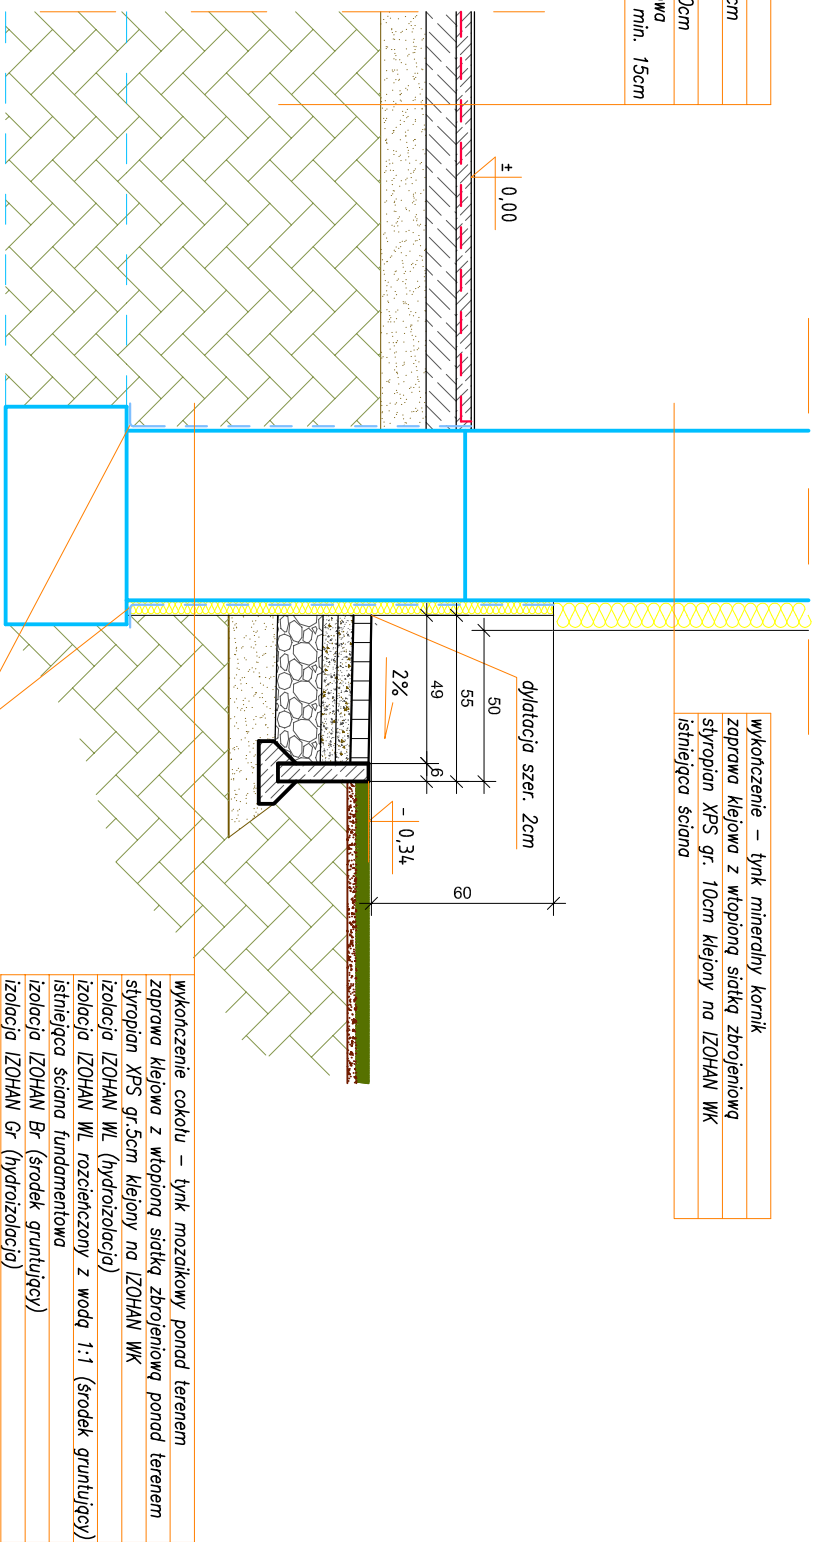 cm
0cm
wa
min. 15cm
± 0,00
wykończenie – tynk mineralny kornik
zaprawa klejowa z wtopioną siatką zbrojeniową
styropian XPS gr. 10cm klejony na IZOHAN WK
istniejąca ściana
dylatacja szer. 2cm
50
55
49
6
2%
- 0,34
60
wykończenie cokołu – tynk mozaikowy ponad terenem
zaprawa klejowa z wtopioną siatką zbrojeniową ponad terenem
styropian XPS gr.5cm klejony na IZOHAN WK
izolacja IZOHAN WL (hydroizolacja)
izolacja IZOHAN WL rozcieńczony z wodą 1:1 (środek gruntujący)
istniejąca ściana fundamentowa
izolacja IZOHAN Br (środek gruntujący)
izolacja IZOHAN Gr (hydroizolacja)